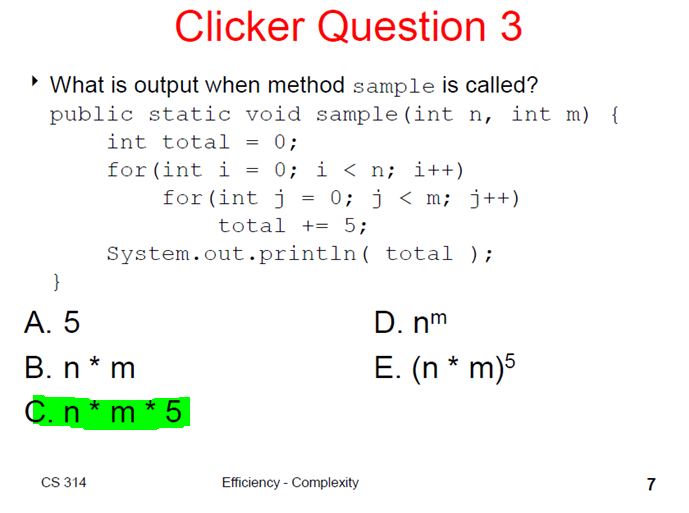 Clicker Question 3
‣ What is output when method sample is called?
public static void sample(int n, int m) {
int total = 0;
for(int i = 0; i < n; i++)
for(int j = 0; j < m; j++)
total += 5;
System.out.println( total );
}
A. 5
B. n * m
C. n * m * 5
D. nᵐ
E. (n * m)⁵
CS 314
Efficiency - Complexity
7